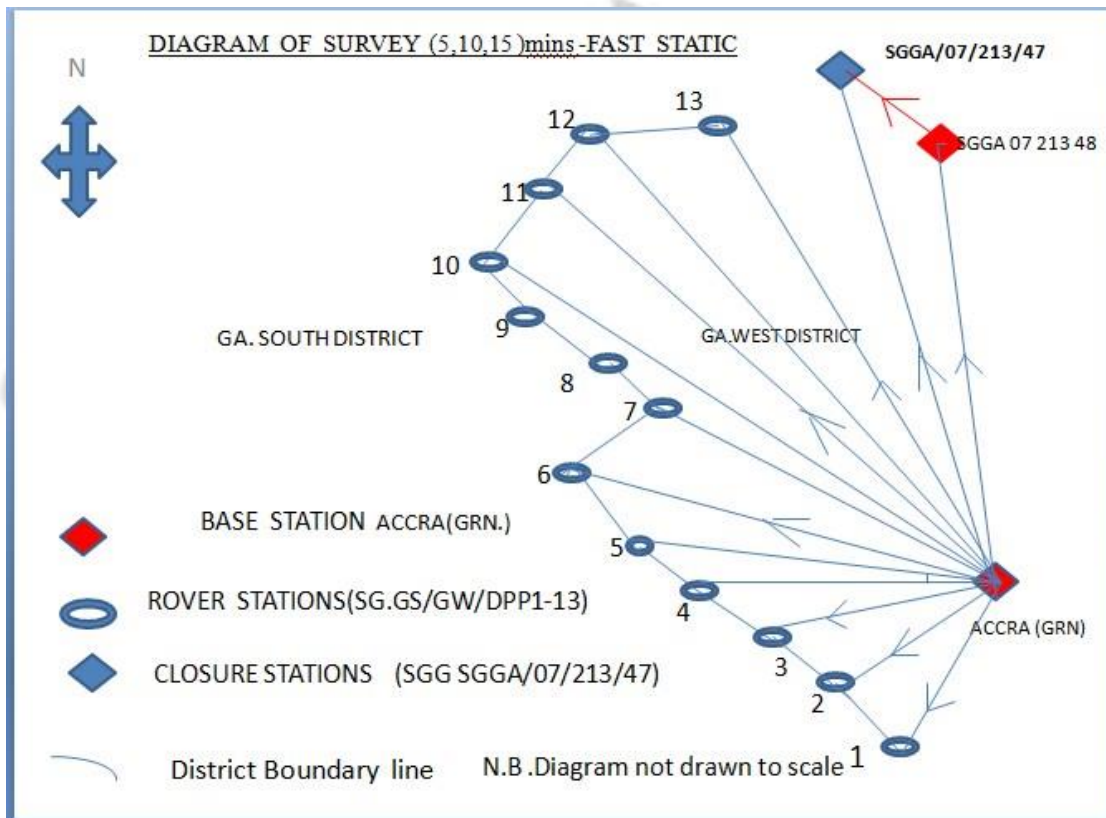 DIAGRAM OF SURVEY (5,10,15 )mins-FAST STATIC
SGGA/07/213/47
N
13
12
SGGA 07 213 48
11
10
9
GA. SOUTH DISTRICT
GA.WEST DISTRICT
8
7
6
BASE STATION ACCRA(GRN.)
5
ROVER STATIONS(SG.GS/GW/DPP1-13)
4
ACCRA (GRN)
3
CLOSURE STATIONS (SGG SGGA/07/213/47)
2
1
District Boundary line
N.B .Diagram not drawn to scale